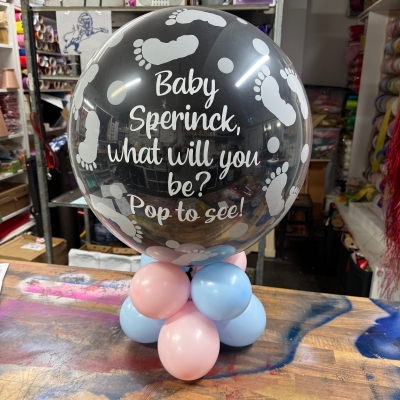 Baby
Sperinck,
what will you
be?
Pop to see!